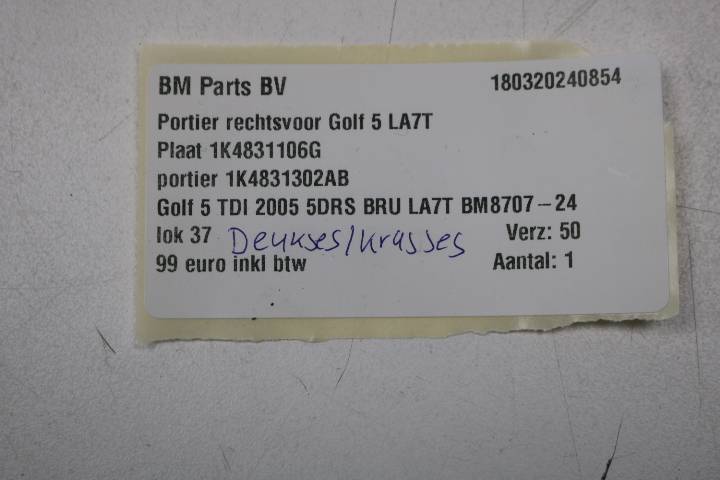 BM Parts BV 180320240854
Portier rechtsvoor Golf 5 LA7T
Plaat 1K4831106G
portier 1K4831302AB
Golf 5 TDI 2005 5DRS BRU LA7T BM8707-24
lok 37 Deukses/krasses Verz: 50
99 euro inkl btw Aantal: 1